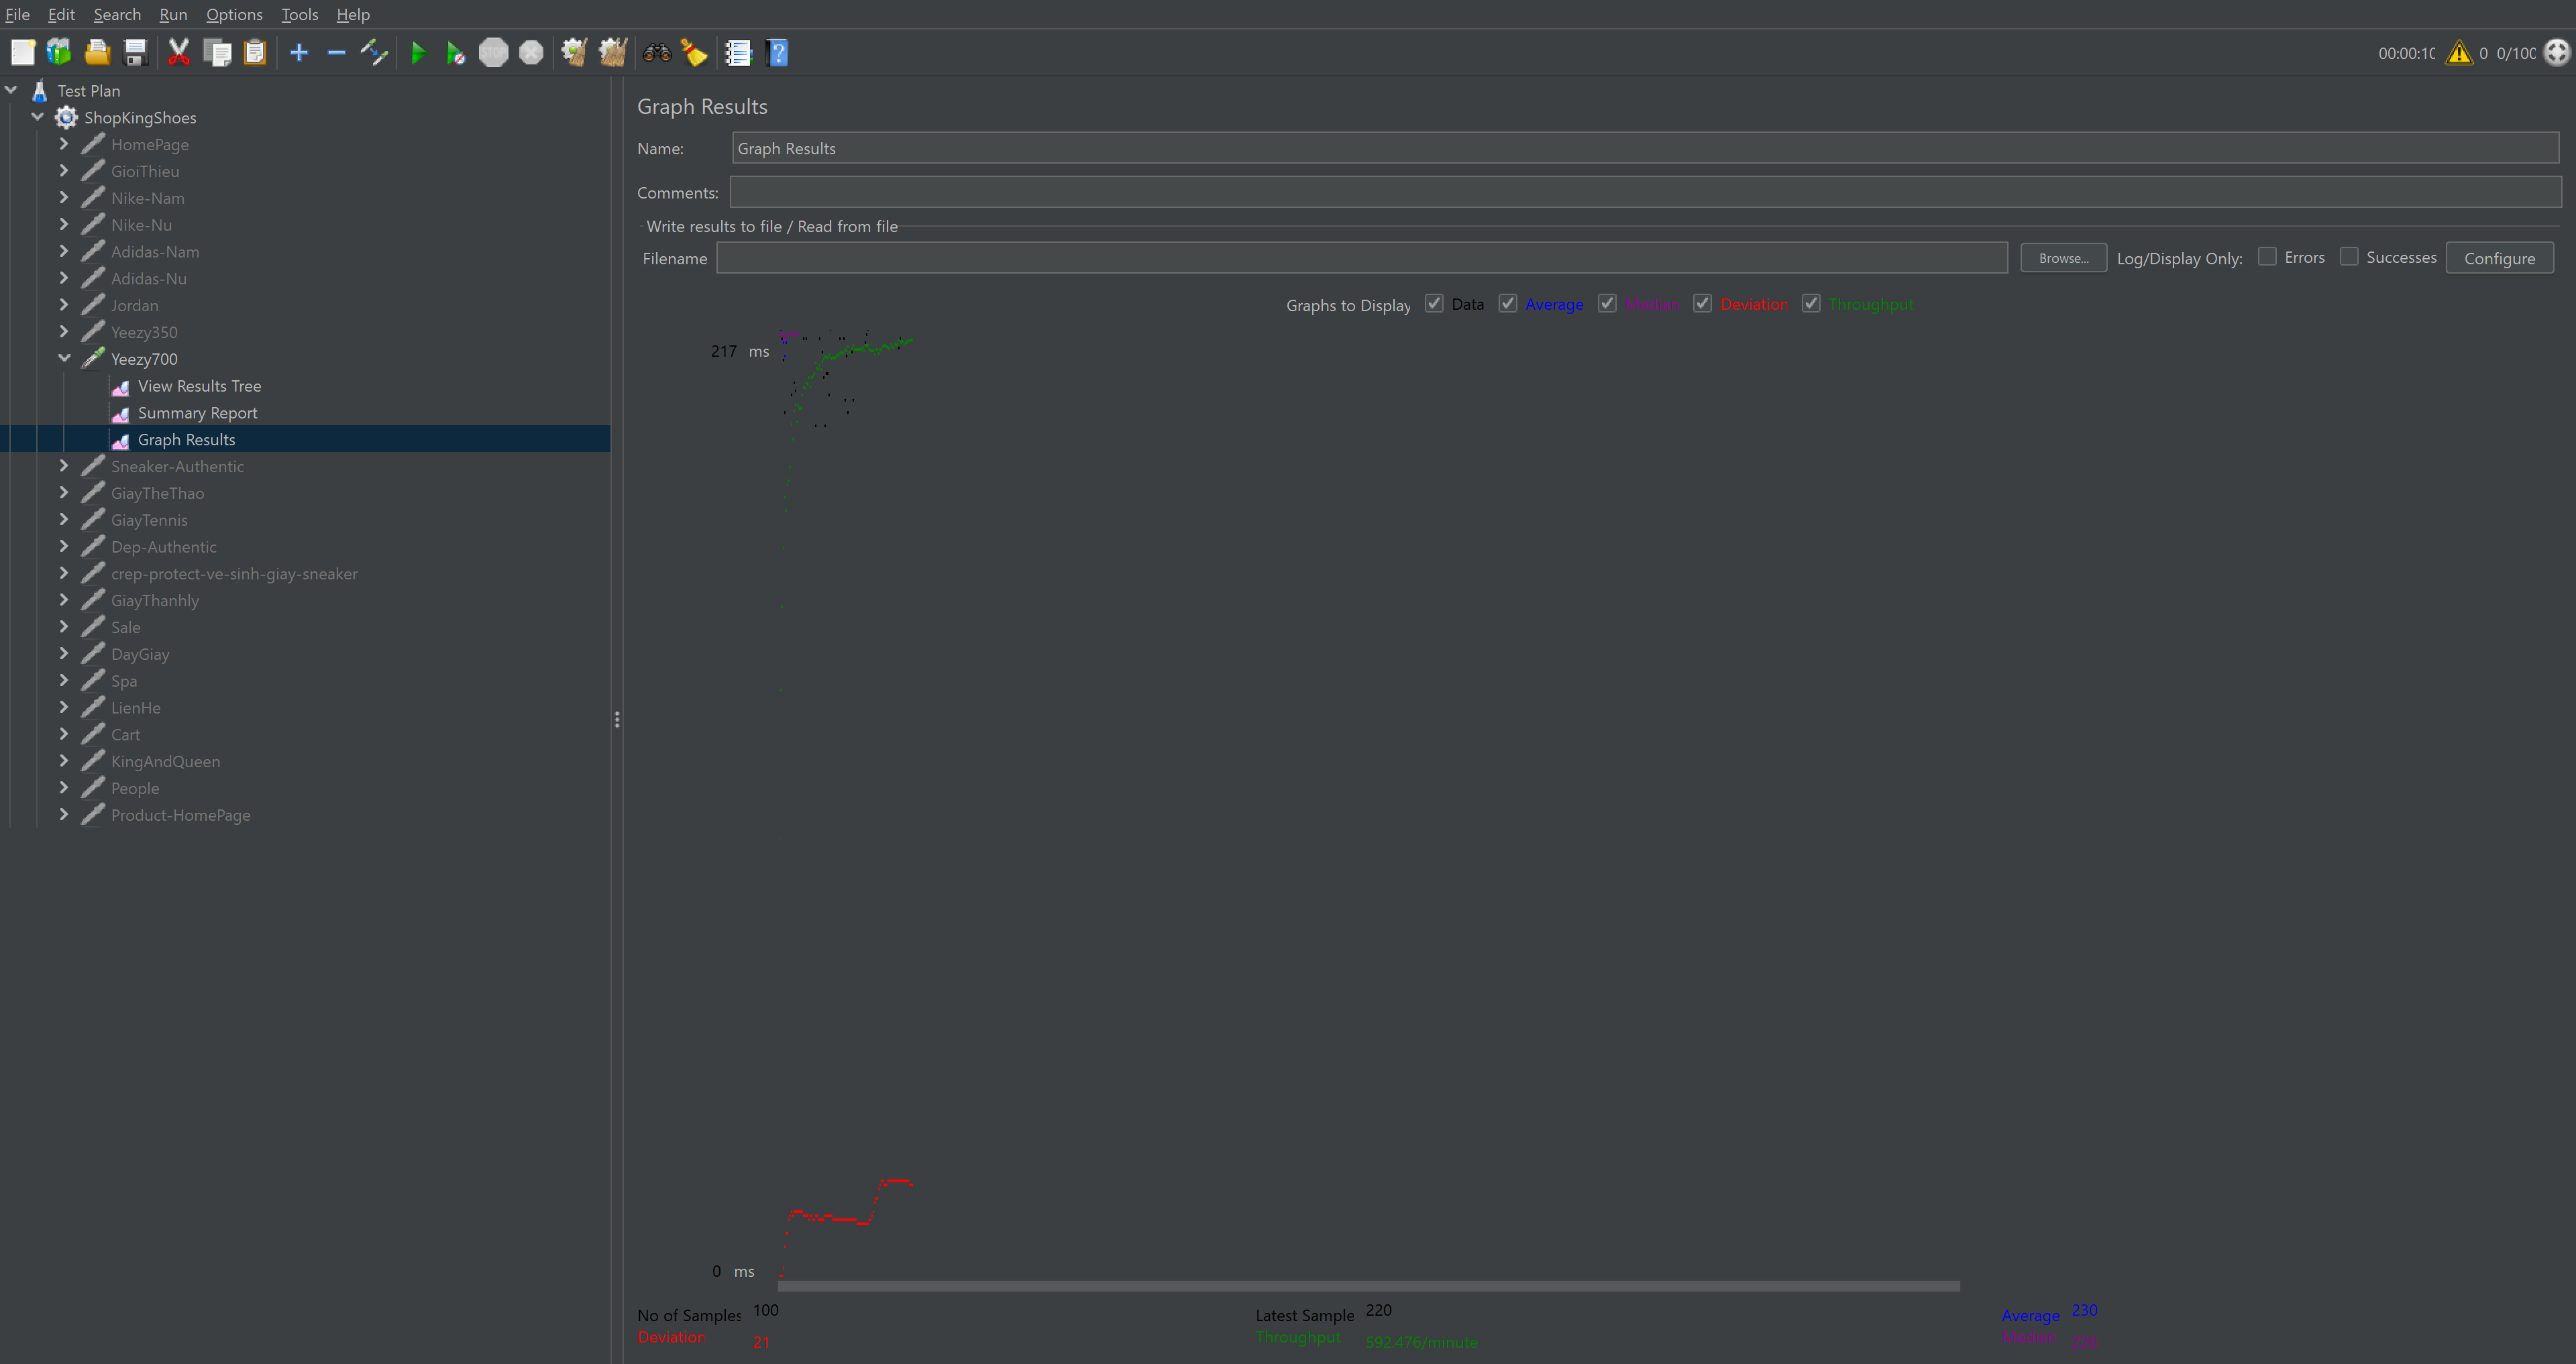 File Edit Search Run Options Tools Help
00:00:10 0 0/100
Test Plan
ShopKingShoes
HomePage
GioiThieu
Nike-Nam
Nike-Nu
Adidas-Nam
Adidas-Nu
Jordan
Yeezy350
Yeezy700
View Results Tree
Summary Report
Graph Results
Sneaker-Authentic
GiayTheThao
GiayTennis
Dep-Authentic
crep-protect-ve-sinh-giay-sneaker
GiayThanhly
Sale
DayGiay
Spa
LienHe
Cart
KingAndQueen
People
Product-HomePage
Graph Results
Name: Graph Results
Comments:
Write results to file / Read from file
Filename Browse... Log/Display Only: Errors Successes Configure
Graphs to Display Data Average Median Deviation Throughput
217 ms
0 ms
No of Samples 100 Latest Sample 220 Average 230
Deviation 21 Throughput 592.476/minute Median